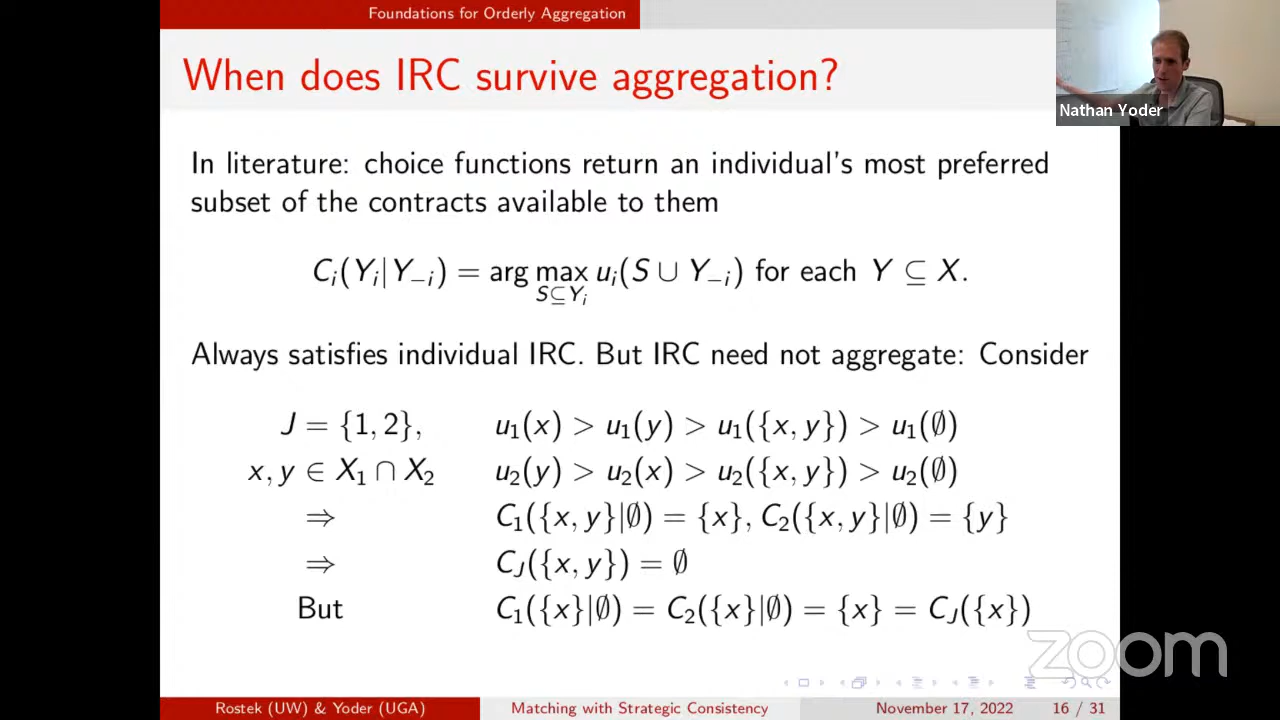 Foundations for Orderly Aggregation
When does IRC survive aggregation?
Nathan Yoder
In literature: choice functions return an individual's most preferred
subset of the contracts available to them
C_i(Y_i|Y_{-i}) = arg max_{S⊆Y_i} u_i(S ∪ Y_{-i}) for each Y ⊆ X.
Always satisfies individual IRC. But IRC need not aggregate: Consider
J = {1, 2}, u_1(x) > u_1(y) > u_1({x, y}) > u_1(∅)
x, y ∈ X_1 ∩ X_2 u_2(y) > u_2(x) > u_2({x, y}) > u_2(∅)
⇒ C_1({x, y}|∅) = {x}, C_2({x, y}|∅) = {y}
⇒ C_J({x, y}) = ∅
But C_1({x}|∅) = C_2({x}|∅) = {x} = C_J({x})
zoom
Rostek (UW) & Yoder (UGA) Matching with Strategic Consistency November 17, 2022 16 / 31